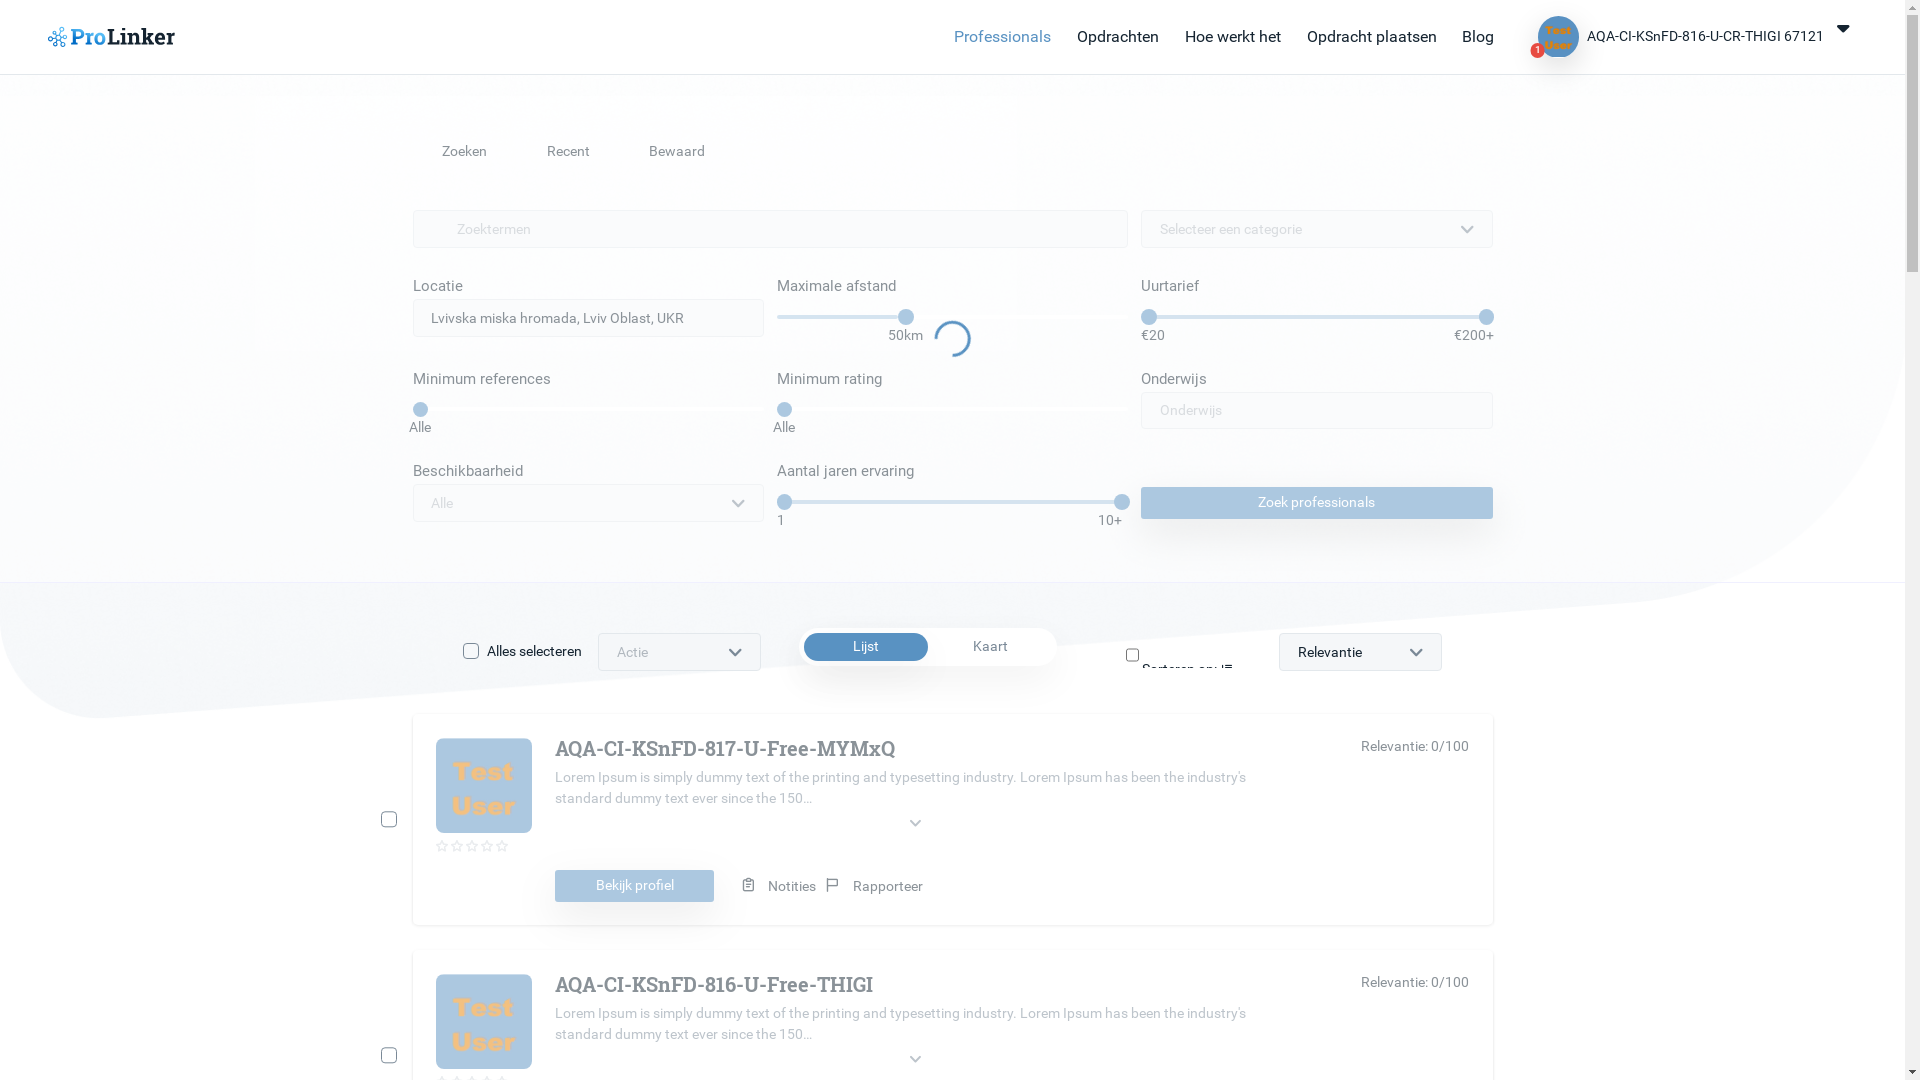 ProLinker
Professionals
Opdrachten
Hoe werkt het
Opdracht plaatsen
Blog
Test
User
1
AQA-CI-KSnFD-816-U-CR-THIGI 67121
Zoeken
Recent
Bewaard
Zoektermen
Selecteer een categorie
Locatie
Maximale afstand
Uurtarief
Lvivska miska hromada, Lviv Oblast, UKR
50km
€20
€200+
Minimum references
Minimum rating
Onderwijs
Alle
Alle
Onderwijs
Beschikbaarheid
Aantal jaren ervaring
Alle
1
10+
Zoek professionals
Alles selecteren
Actie
Lijst
Kaart
Sorteren op:
Relevantie
AQA-CI-KSnFD-817-U-Free-MYMxQ
Relevantie: 0/100
Test
User
Lorem Ipsum is simply dummy text of the printing and typesetting industry. Lorem Ipsum has been the industry's
standard dummy text ever since the 150...
Bekijk profiel
Notities
Rapporteer
AQA-CI-KSnFD-816-U-Free-THIGI
Relevantie: 0/100
Test
User
Lorem Ipsum is simply dummy text of the printing and typesetting industry. Lorem Ipsum has been the industry's
standard dummy text ever since the 150...